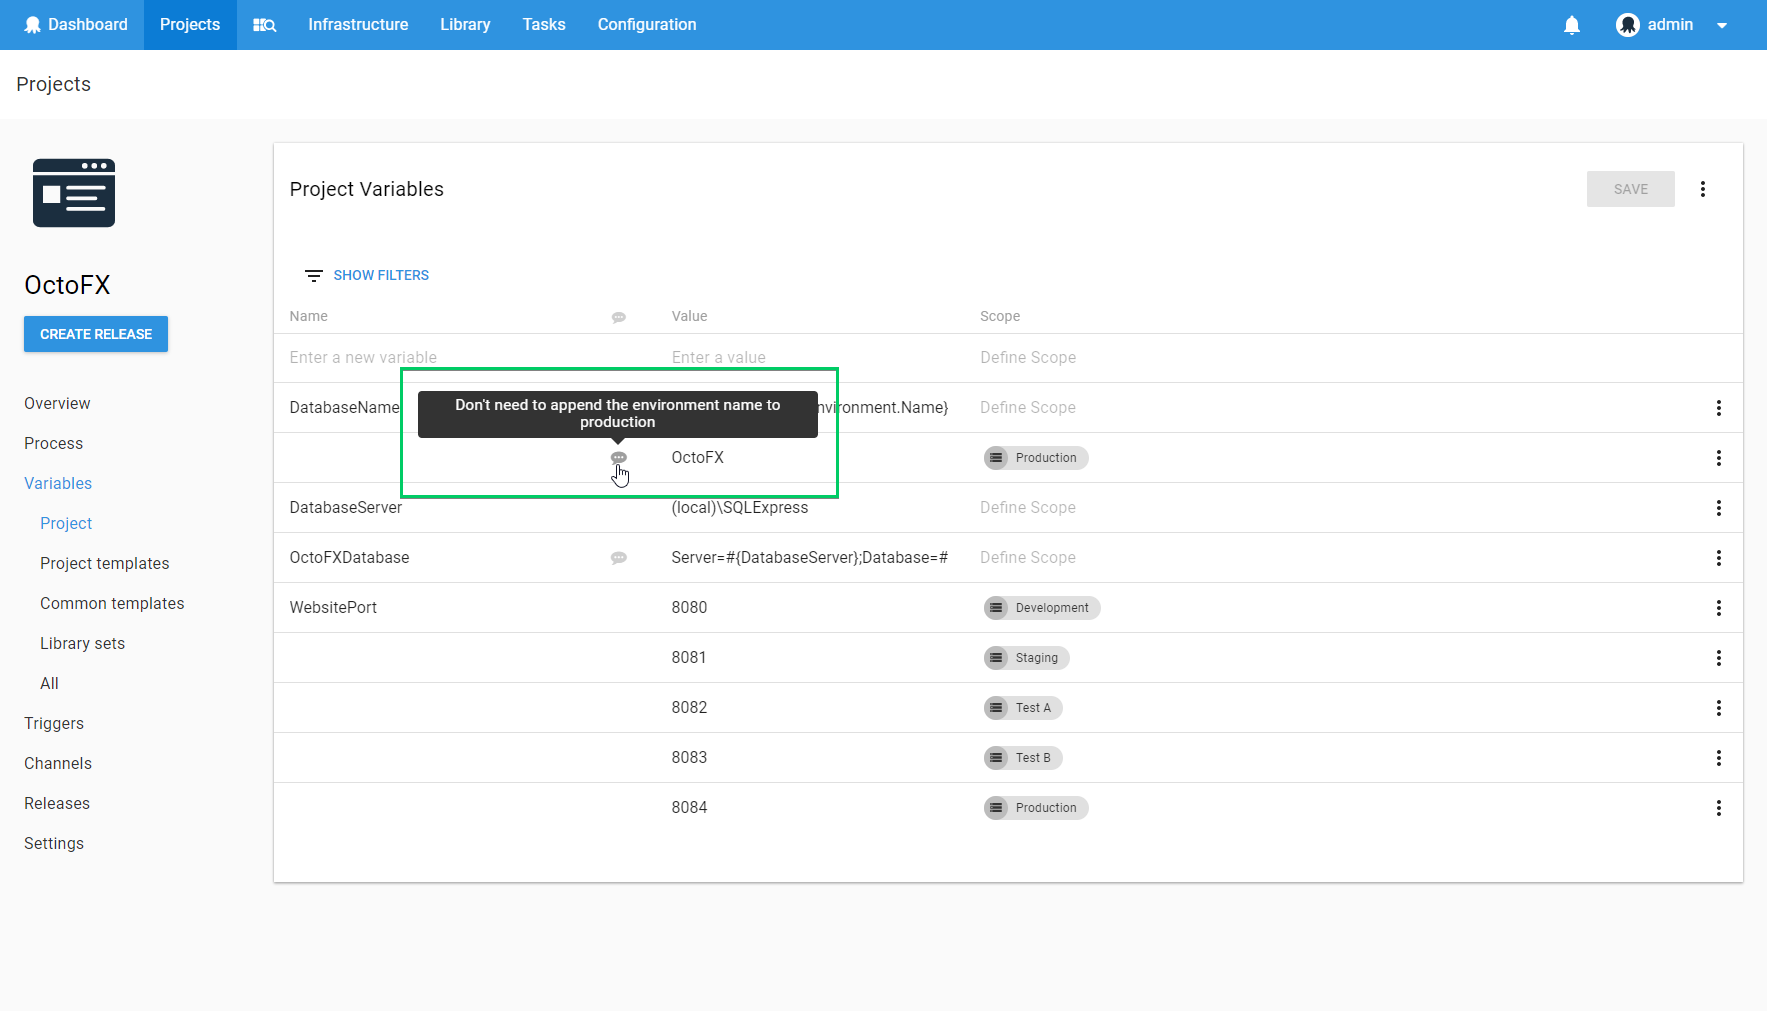 Dashboard Projects Infrastructure Library Tasks Configuration admin
Projects
Project Variables SAVE
OctoFX
CREATE RELEASE
Overview
Process
Variables
Project
Project templates
Common templates
Library sets
All
Triggers
Channels
Releases
Settings
SHOW FILTERS
Name Value Scope
Enter a new variable Enter a value Define Scope
Don't need to append the environment name to
production
DatabaseName nvironment.Name} Define Scope
OctoFX Production
DatabaseServer (local)\SQLExpress Define Scope
OctoFXDatabase Server=#{DatabaseServer};Database=# Define Scope
WebsitePort 8080 Development
8081 Staging
8082 Test A
8083 Test B
8084 Production